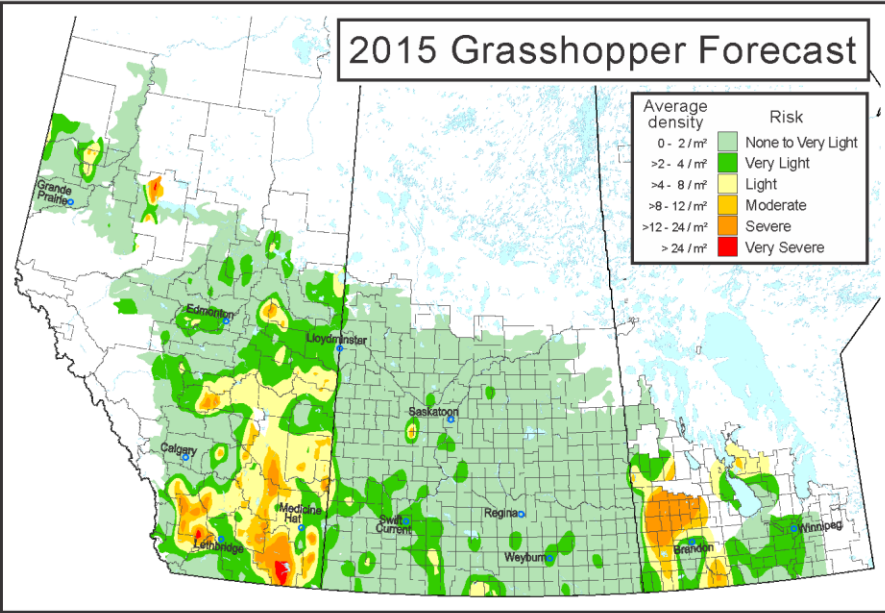 2015 Grasshopper Forecast
Average
density
Risk
0 - 2 / m² None to Very Light
>2 - 4 / m² Very Light
>4 - 8 / m² Light
>8 - 12 / m² Moderate
>12 - 24 / m² Severe
> 24 / m² Very Severe
Grande
Prairie
Edmonton
Lloydminster
Saskatoon
Calgary
Medicine
Hat
Lethbridge
Swift
Current
Regina
Weyburn
Brandon
Winnipeg